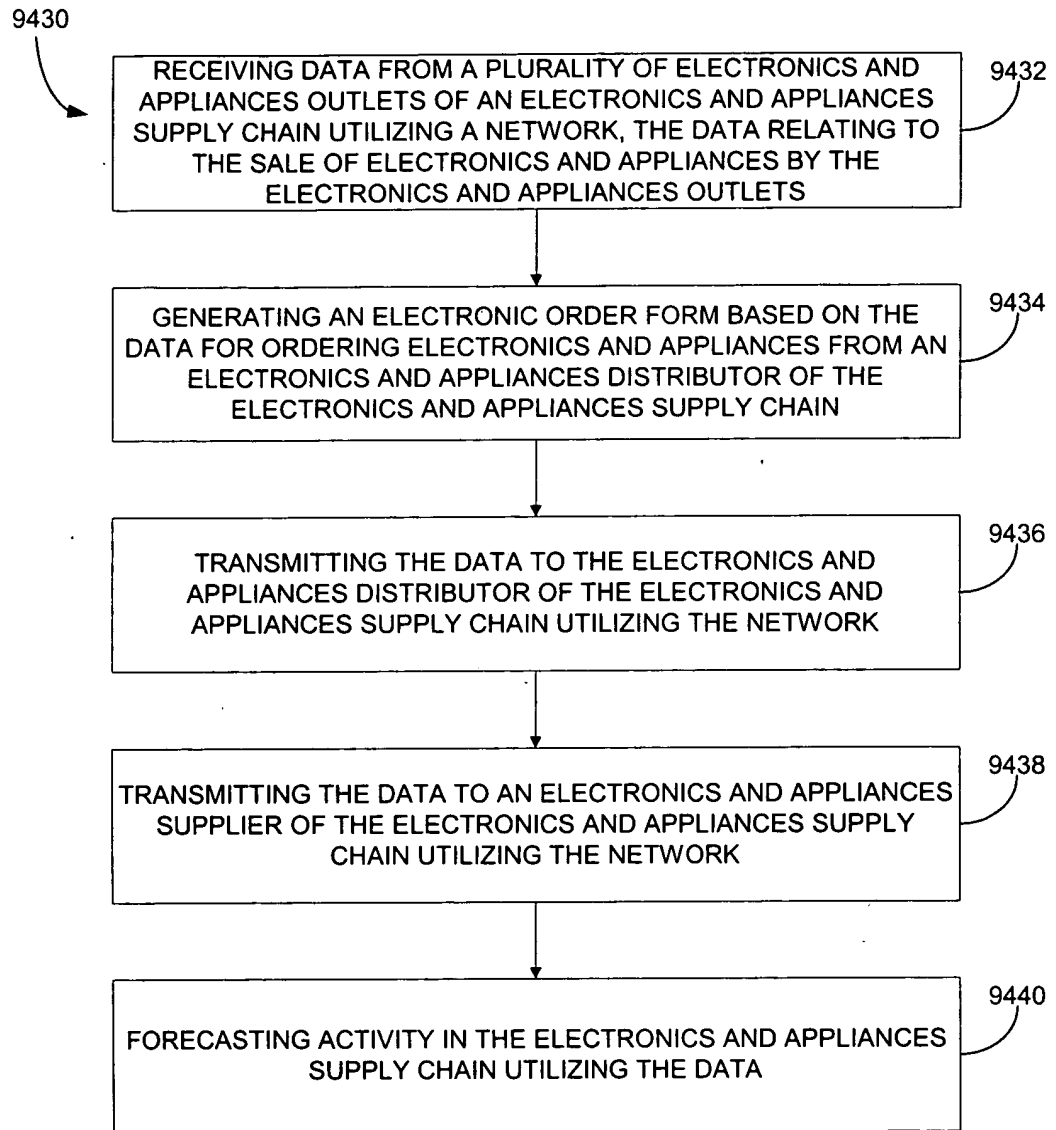 9430
RECEIVING DATA FROM A PLURALITY OF ELECTRONICS AND
APPLIANCES OUTLETS OF AN ELECTRONICS AND APPLIANCES
SUPPLY CHAIN UTILIZING A NETWORK, THE DATA RELATING TO
THE SALE OF ELECTRONICS AND APPLIANCES BY THE
ELECTRONICS AND APPLIANCES OUTLETS
9432
GENERATING AN ELECTRONIC ORDER FORM BASED ON THE
DATA FOR ORDERING ELECTRONICS AND APPLIANCES FROM AN
ELECTRONICS AND APPLIANCES DISTRIBUTOR OF THE
ELECTRONICS AND APPLIANCES SUPPLY CHAIN
9434
TRANSMITTING THE DATA TO THE ELECTRONICS AND
APPLIANCES DISTRIBUTOR OF THE ELECTRONICS AND
APPLIANCES SUPPLY CHAIN UTILIZING THE NETWORK
9436
TRANSMITTING THE DATA TO AN ELECTRONICS AND APPLIANCES
SUPPLIER OF THE ELECTRONICS AND APPLIANCES SUPPLY
CHAIN UTILIZING THE NETWORK
9438
FORECASTING ACTIVITY IN THE ELECTRONICS AND APPLIANCES
SUPPLY CHAIN UTILIZING THE DATA
9440